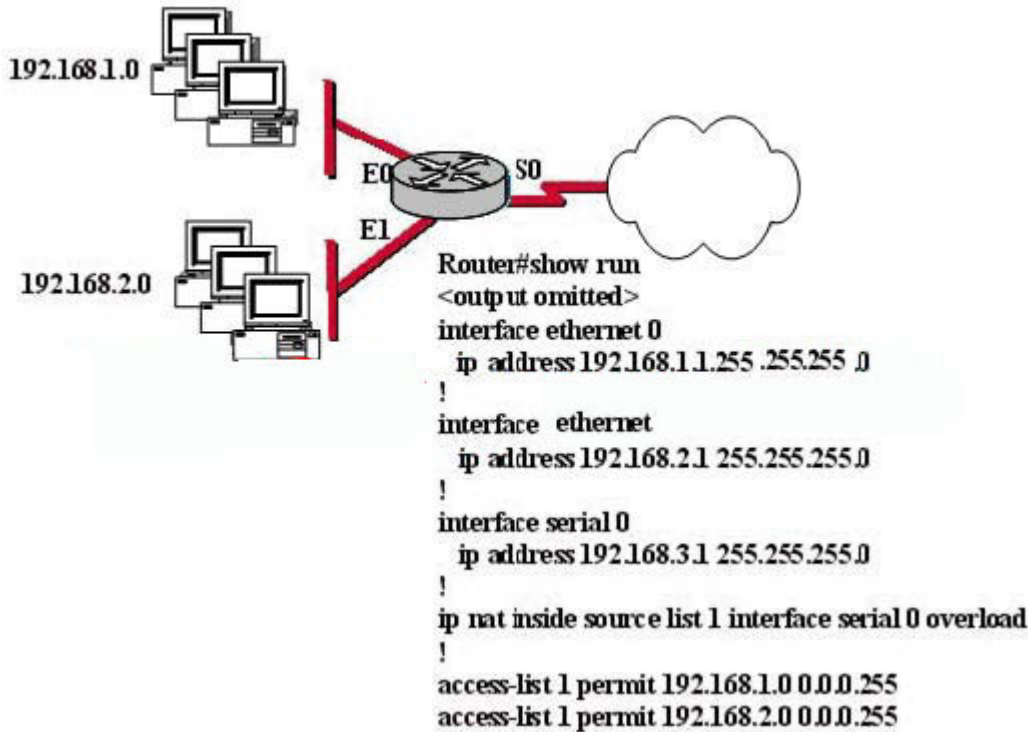 192.168.1.0
E0
S0
E1
192.168.2.0
Router#show run
<output omitted>
interface ethernet 0
ip address 192.168.1.1.255 .255.255 .0
!
interface ethernet
ip address 192.168.2.1 255.255.255.0
!
interface serial 0
ip address 192.168.3.1 255.255.255.0
!
ip nat inside source list 1 interface serial 0 overload
!
access-list 1 permit 192.168.1.0 0.0.0.255
access-list 1 permit 192.168.2.0 0.0.0.255